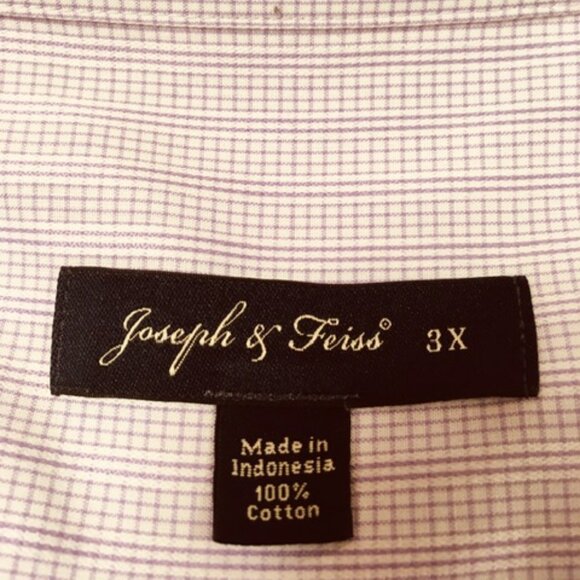 Joseph & Feiss® 3X
Made in
Indonesia
100%
Cotton